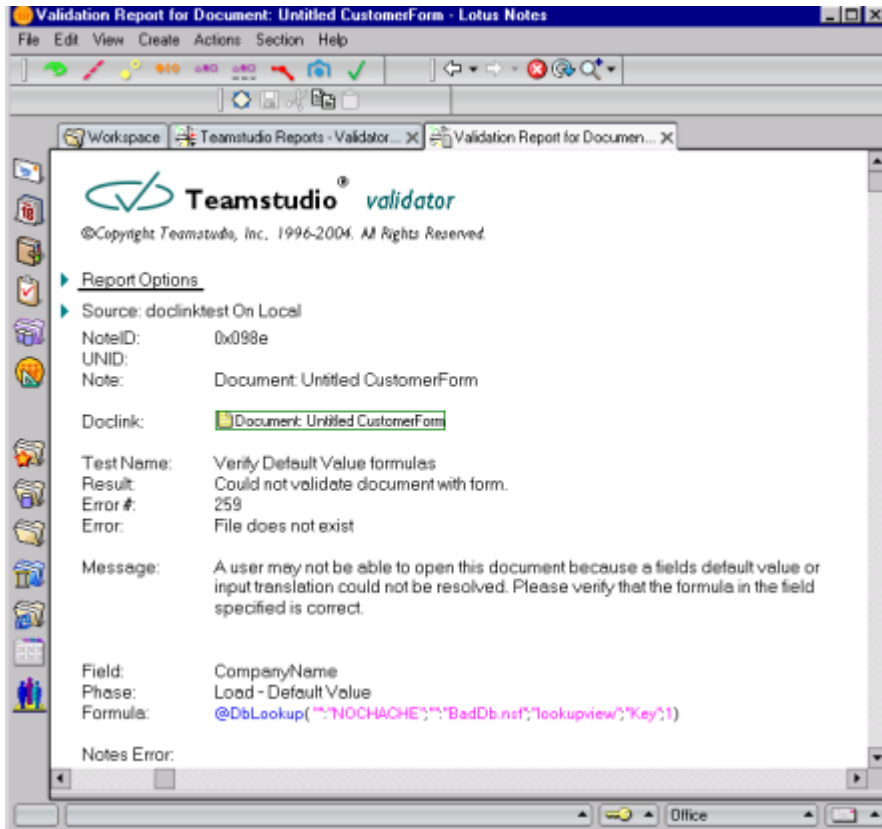 Validation Report for Document: Untitled CustomerForm - Lotus Notes
File Edit View Create Actions Section Help
Workspace Teamstudio Reports - Validator... Validation Report for Documen...
Teamstudio® validator
©Copyright Teamstudio, Inc, 1996-2004. All Rights Reserved.
Report Options
Source: doclinktest On Local
NoteID: 0x098e
UNID:
Note: Document: Untitled CustomerForm
Doclink: Document: Untitled CustomerForm
Test Name: Verify Default Value formulas
Result: Could not validate document with form.
Error #: 259
Error: File does not exist
Message: A user may not be able to open this document because a fields default value or
input translation could not be resolved. Please verify that the formula in the field
specified is correct.
Field: CompanyName
Phase: Load - Default Value
Formula: @DbLookup( "":"NOCHACHE";"":"BadDb.nsf";"lookupview";"Key";1)
Notes Error:
Office